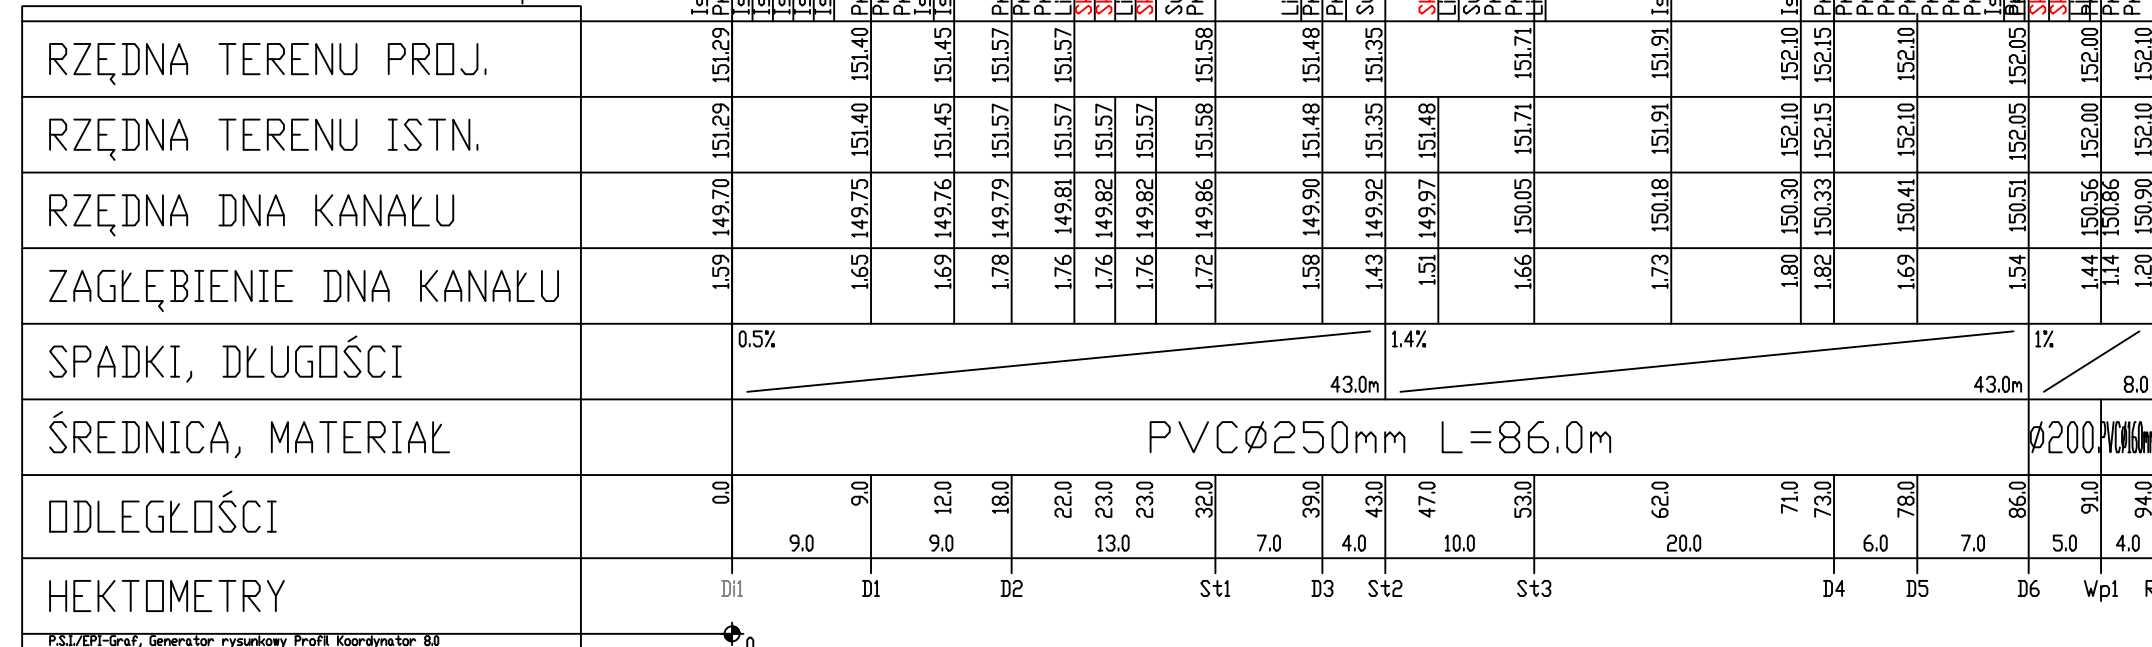 RZĘDNA TERENU PROJ. 151.29 151.40 151.45 151.57 151.57 151.58 151.48 151.35 151.71 151.91 152.10 152.15 152.10 152.05 152.00 152.10
RZĘDNA TERENU ISTN. 151.29 151.40 151.45 151.57 151.57 151.57 151.57 151.58 151.48 151.35 151.48 151.71 151.91 152.10 152.15 152.10 152.05 152.00 152.10
RZĘDNA DNA KANAŁU 149.70 149.75 149.76 149.79 149.81 149.82 149.82 149.86 149.90 149.92 149.97 150.05 150.18 150.30 150.33 150.41 150.51 150.56 150.86 150.90
ZAGŁĘBIENIE DNA KANAŁU 1.59 1.65 1.69 1.78 1.76 1.76 1.76 1.72 1.58 1.43 1.51 1.66 1.73 1.80 1.82 1.69 1.54 1.44 1.14 1.20
SPADKI, DŁUGOŚCI 0.5% 43.0m 1.4% 43.0m 1% 8.0
ŚREDNICA, MATERIAŁ PVCØ250mm L=86.0m Ø200. PVCØ160m
ODLEGŁOŚCI 0.0 9.0 12.0 18.0 22.0 23.0 23.0 32.0 39.0 43.0 47.0 53.0 62.0 71.0 73.0 78.0 86.0 91.0 94.0
9.0 9.0 13.0 7.0 4.0 10.0 20.0 6.0 7.0 5.0 4.0
HEKTOMETRY Di1 D1 D2 St1 D3 St2 St3 D4 D5 D6 Wp1
P.S.I./EPI-Graf, Generator rysunkowy Profil Koordynator 8.0
0